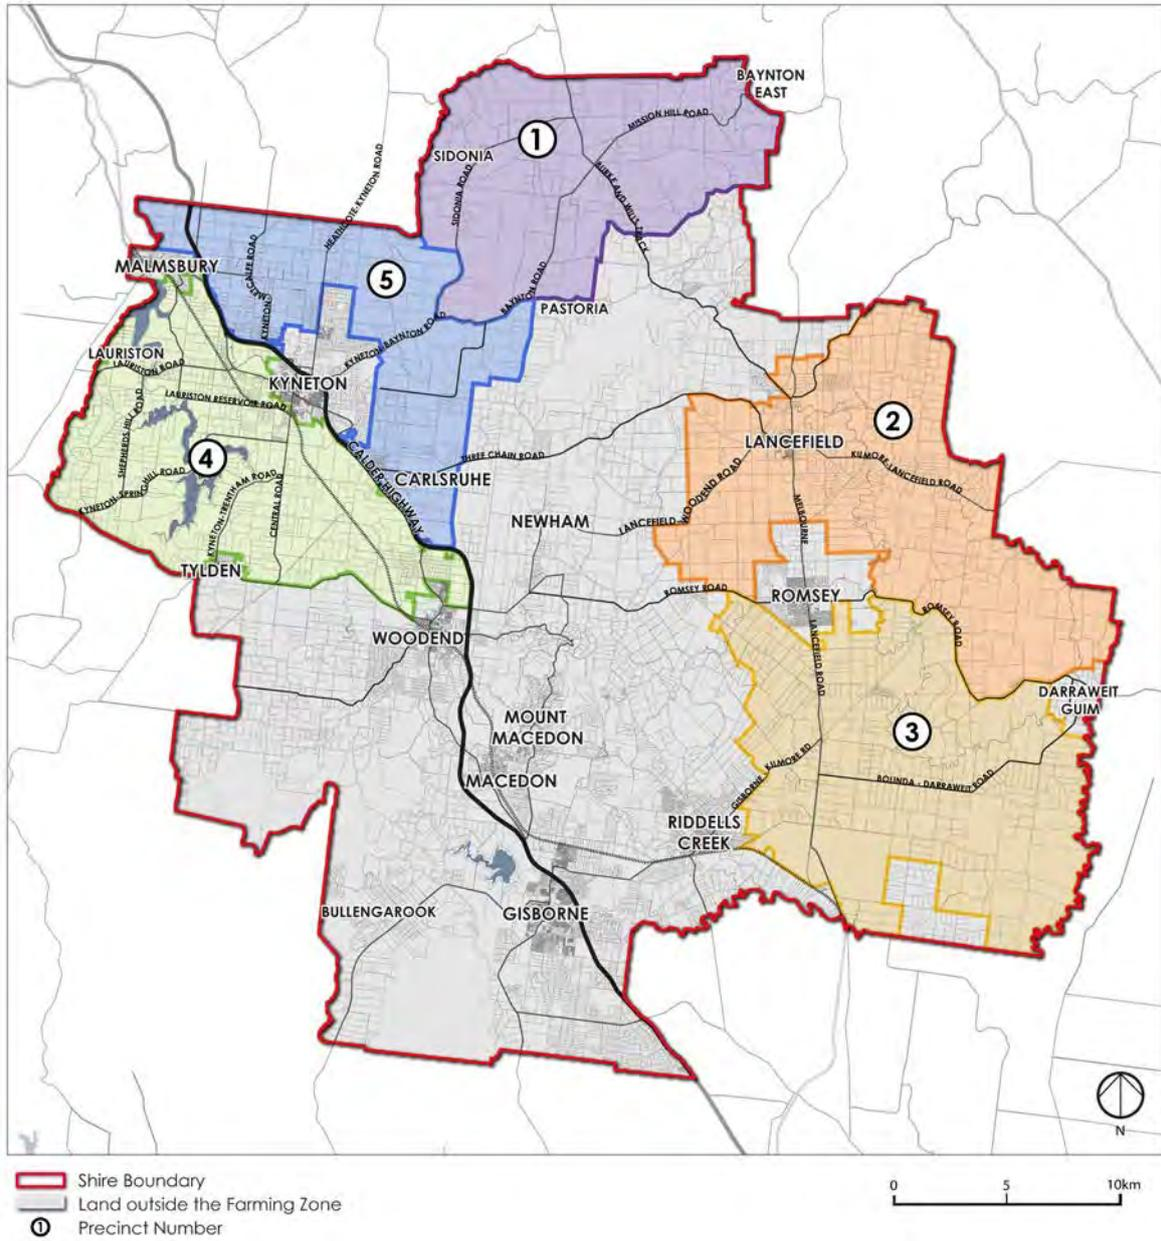 BAYNTON
EAST
MISSION HILL ROAD
1
SIDONIA
SIDONIA ROAD
BURKE AND WILLS TRACK
HEATHCOTE-KYNETON ROAD
MALMSBURY
KYNETON-METCALFE ROAD
5
BAYNTON ROAD
PASTORIA
KYNETON-BAYNTON ROAD
LAURISTON
LAURISTON ROAD
KYNETON
LAURISTON RESERVOIR ROAD
SHEPHERDS HILL ROAD
4
KYNETON-SPRINGHILL ROAD
KYNETON-TRENTHAM ROAD
CENTRAL ROAD
CALDER HIGHWAY
CARLSRUHE
THREE CHAIN ROAD
2
LANCEFIELD
KILMORE-LANCEFIELD ROAD
LANCEFIELD-WOODEND ROAD
MELBOURNE
NEWHAM
TYLDEN
ROMSEY ROAD
ROMSEY
ROMSEY ROAD
LANCEFIELD ROAD
WOODEND
DARRAWEIT
GUIM
MOUNT
MACEDON
3
MACEDON
GISBORNE - KILMORE RD
BOLINDA - DARRAWEIT ROAD
RIDDELLS
CREEK
BULLENGAROOK
GISBORNE
N
Shire Boundary
Land outside the Farming Zone
1 Precinct Number
0 5 10km